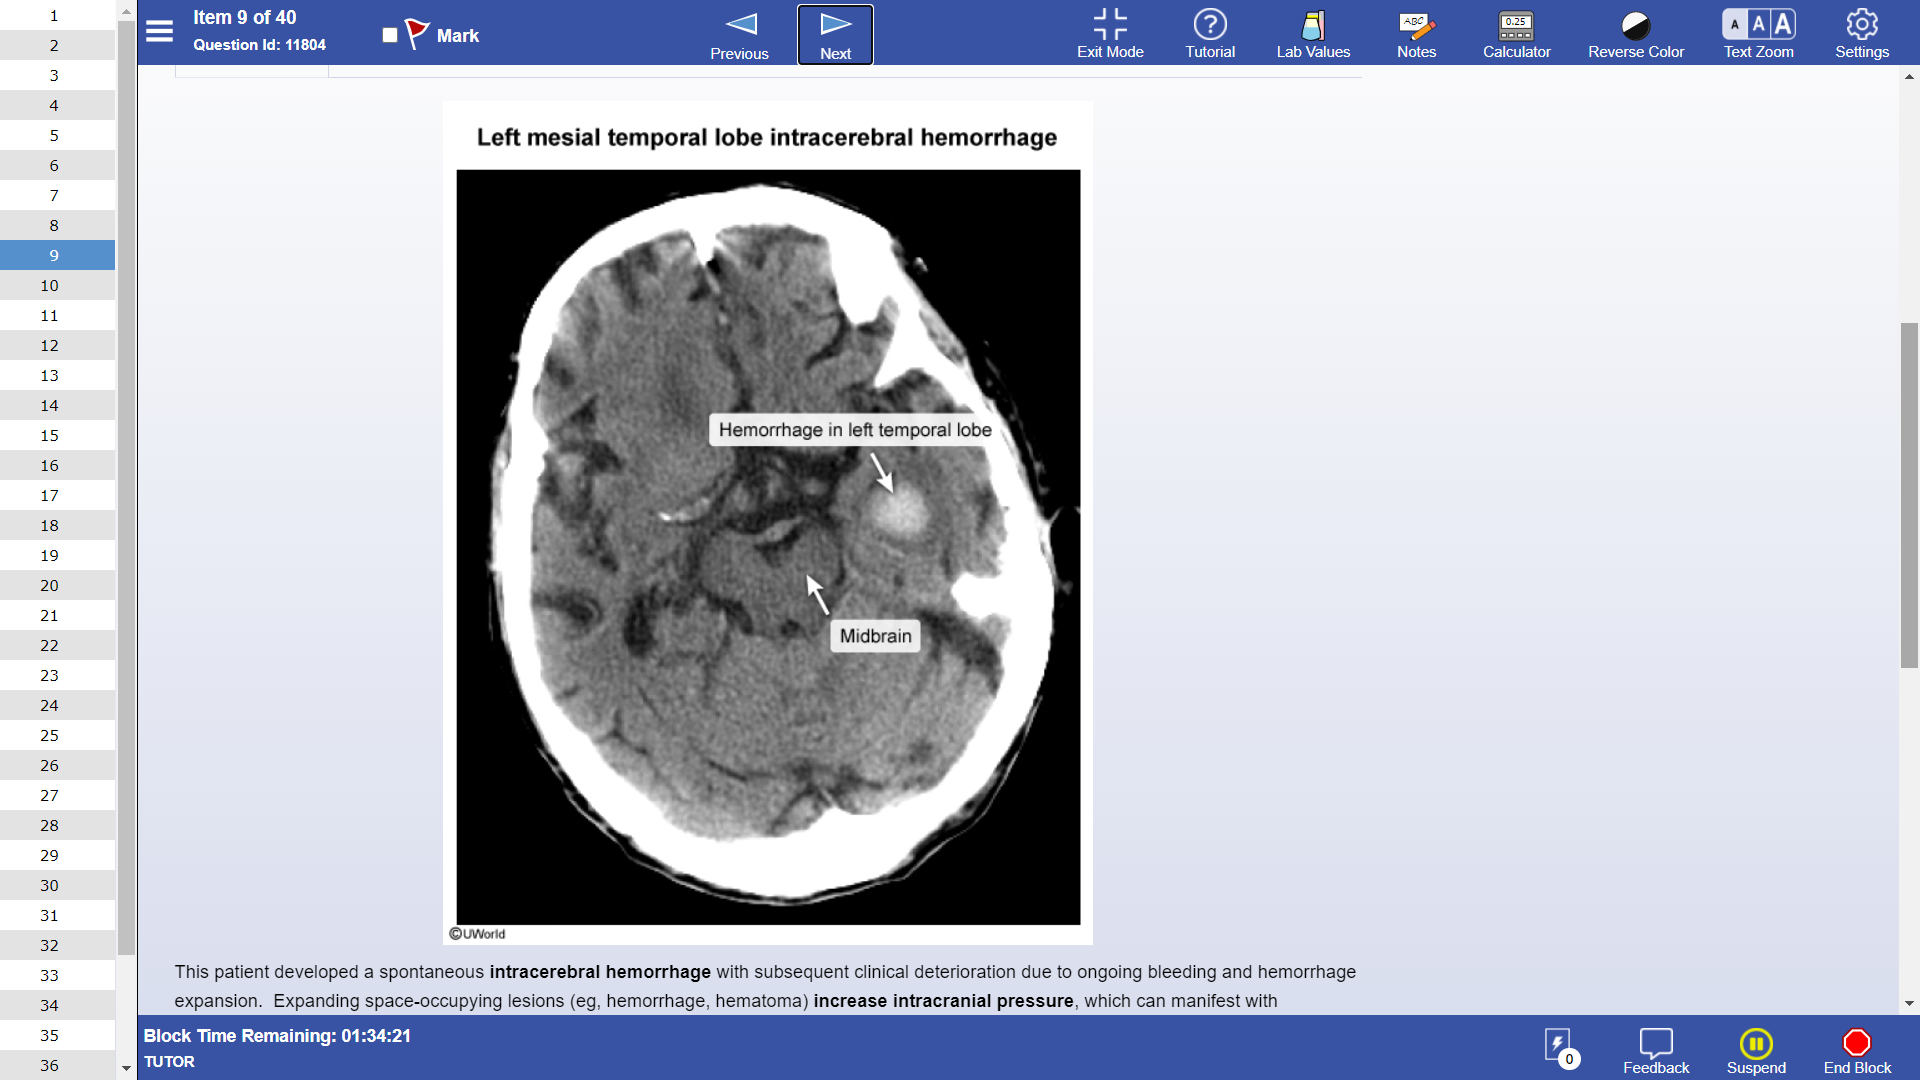 1
2
3
4
5
6
7
8
9
10
11
12
13
14
15
16
17
18
19
20
21
22
23
24
25
26
27
28
29
30
31
32
33
34
35
36
Item 9 of 40
Question Id: 11804
Mark
Previous
Next
Exit Mode
Tutorial
Lab Values
ABC
Notes
0.25
Calculator
Reverse Color
A A A
Text Zoom
Settings
Left mesial temporal lobe intracerebral hemorrhage
Hemorrhage in left temporal lobe
Midbrain
©UWorld
This patient developed a spontaneous intracerebral hemorrhage with subsequent clinical deterioration due to ongoing bleeding and hemorrhage
expansion. Expanding space-occupying lesions (eg, hemorrhage, hematoma) increase intracranial pressure, which can manifest with
Block Time Remaining: 01:34:21
TUTOR
0
Feedback
Suspend
End Block